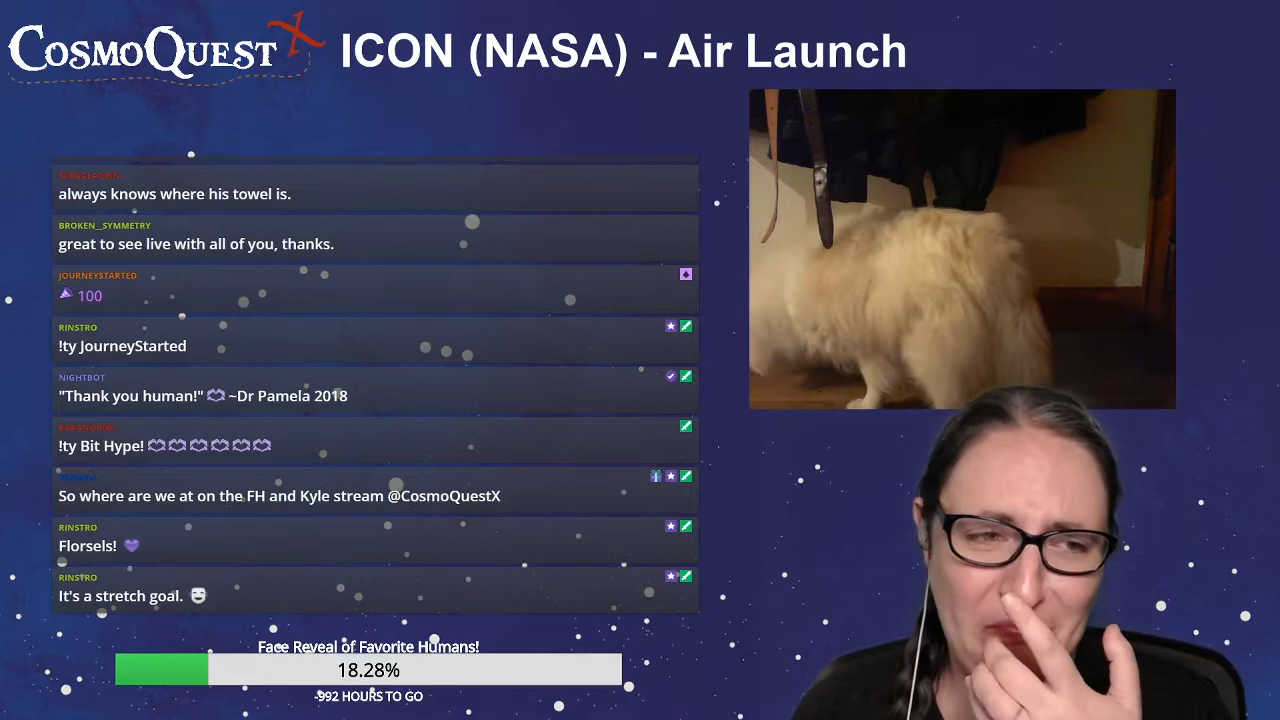 COSMOQUEST X
ICON (NASA) - Air Launch
always knows where his towel is.
BROKEN_SYMMETRY
great to see live with all of you, thanks.
JOURNEYSTARTED
100
RINSTRO
!ty JourneyStarted
NIGHTBOT
"Thank you human!" ~Dr Pamela 2018
!ty Bit Hype!
So where are we at on the FH and Kyle stream @CosmoQuestX
RINSTRO
Florsels!
RINSTRO
It's a stretch goal.
Face Reveal of Favorite Humans!
18.28%
-992 HOURS TO GO